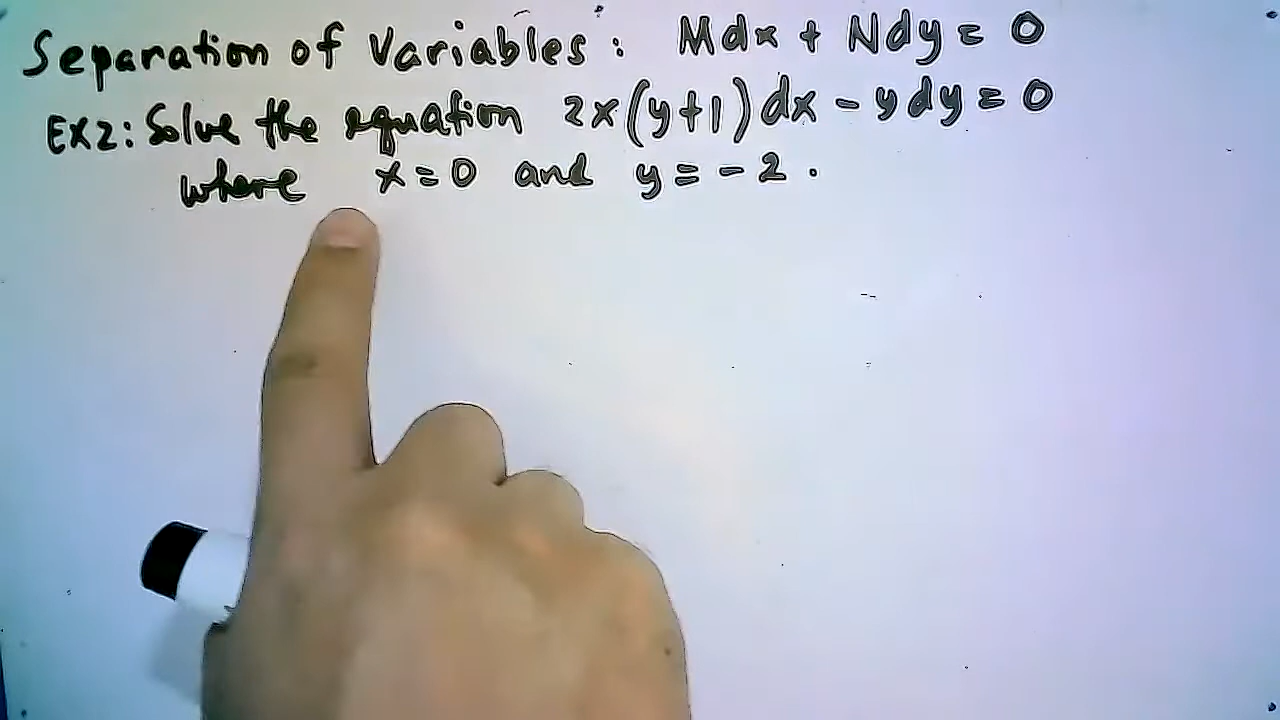 Separation of Variables: Mdx + Ndy = 0
EX2: Solve the equation 2x(y+1)dx - ydy = 0
where x = 0 and y = -2.